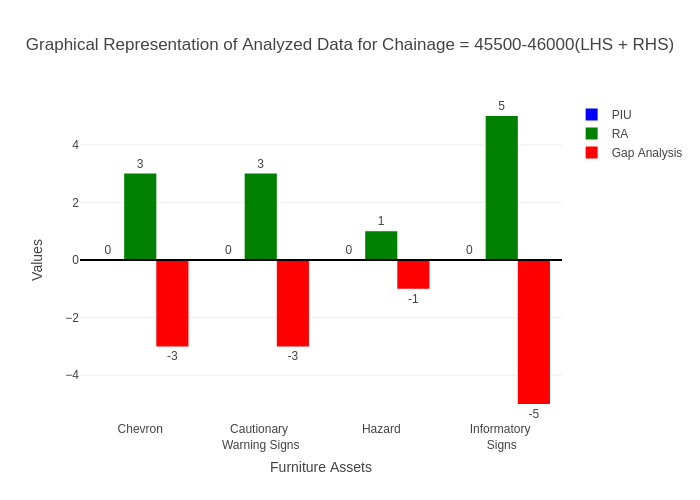 Graphical Representation of Analyzed Data for Chainage = 45500-46000(LHS + RHS)
PIU
RA
Gap Analysis
Values
4
2
0
−2
−4
0
3
-3
0
3
-3
0
1
-1
0
5
-5
Chevron
Cautionary
Warning Signs
Hazard
Informatory
Signs
Furniture Assets